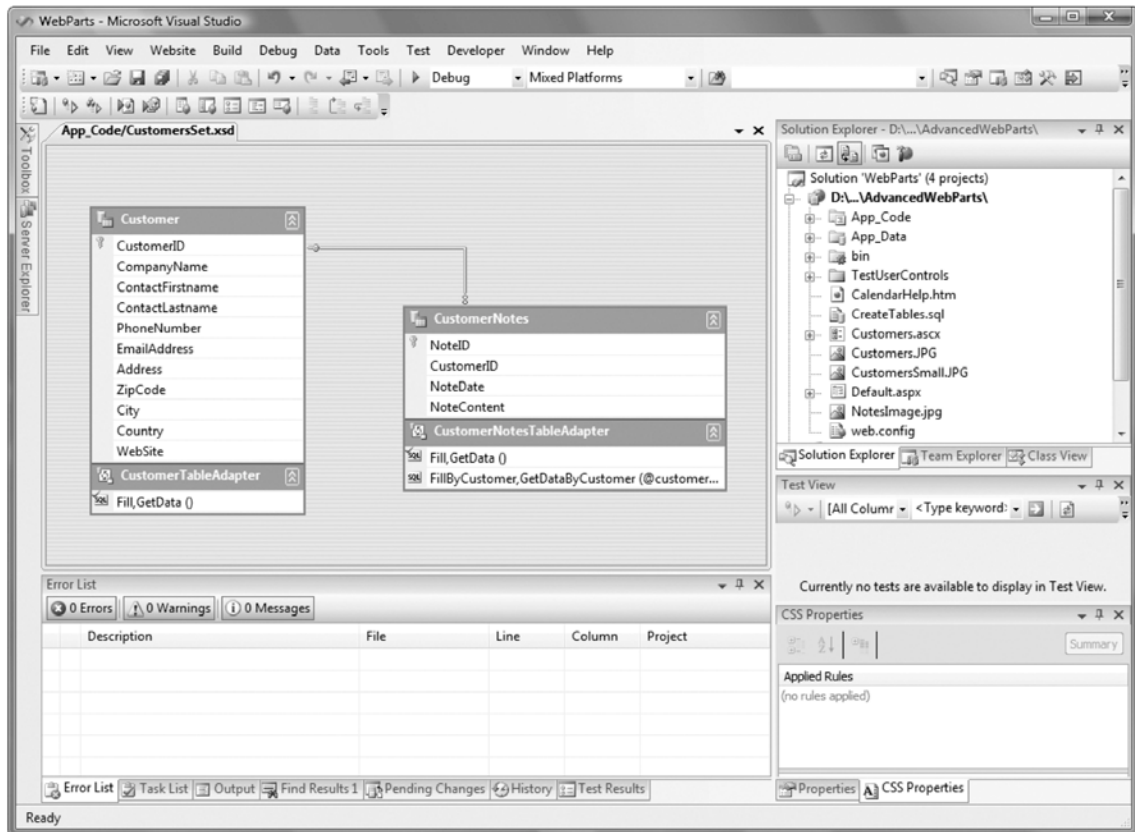 WebParts - Microsoft Visual Studio
File Edit View Website Build Debug Data Tools Test Developer Window Help
Debug Mixed Platforms
Toolbox
Server Explorer
App_Code/CustomersSet.xsd
Customer
CustomerID
CompanyName
ContactFirstname
ContactLastname
PhoneNumber
EmailAddress
Address
ZipCode
City
Country
WebSite
CustomerTableAdapter
Fill,GetData ()
CustomerNotes
NoteID
CustomerID
NoteDate
NoteContent
CustomerNotesTableAdapter
Fill,GetData ()
FillByCustomer,GetDataByCustomer (@customer...
Solution Explorer - D:\...\AdvancedWebParts\
Solution 'WebParts' (4 projects)
D:\...\AdvancedWebParts\
App_Code
App_Data
bin
TestUserControls
CalendarHelp.htm
CreateTables.sql
Customers.ascx
Customers.JPG
CustomersSmall.JPG
Default.aspx
NotesImage.jpg
web.config
Solution Explorer Team Explorer Class View
Test View
[All Columr <Type keyword:
Currently no tests are available to display in Test View.
CSS Properties
Summary
Applied Rules
(no rules applied)
Properties CSS Properties
Error List
0 Errors 0 Warnings 0 Messages
Description File Line Column Project
Error List Task List Output Find Results 1 Pending Changes History Test Results
Ready